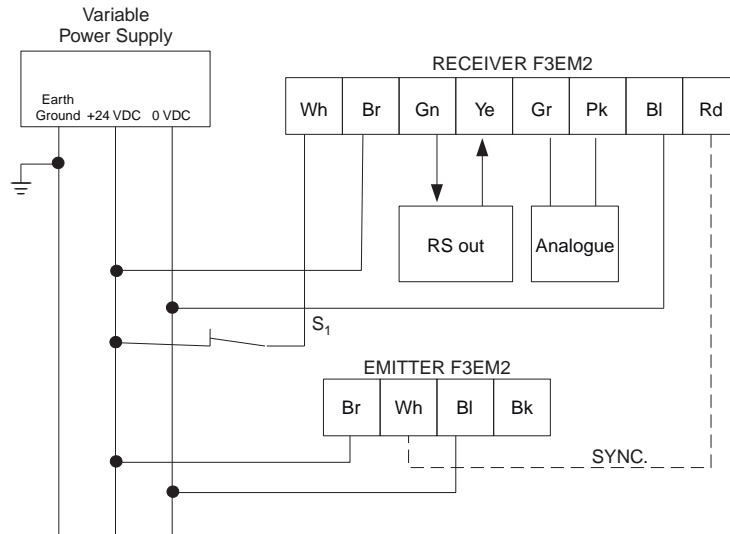 Variable
Power Supply
Earth
Ground +24 VDC 0 VDC
RECEIVER F3EM2
Wh Br Gn Ye Gr Pk Bl Rd
RS out Analogue
S1
EMITTER F3EM2
Br Wh Bl Bk
SYNC.